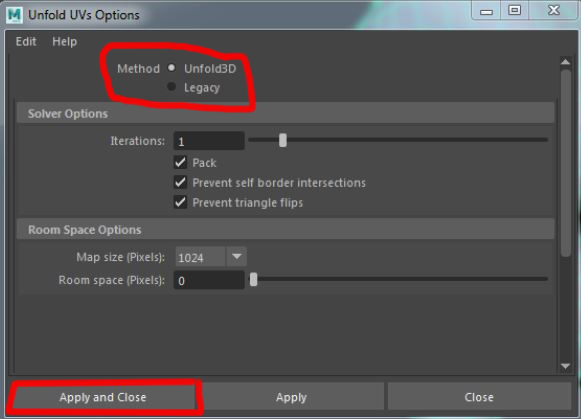 Unfold UVs Options
Edit Help
Method Unfold3D
Legacy
Solver Options
Iterations: 1
Pack
Prevent self border intersections
Prevent triangle flips
Room Space Options
Map size (Pixels): 1024
Room space (Pixels): 0
Apply and Close Apply Close